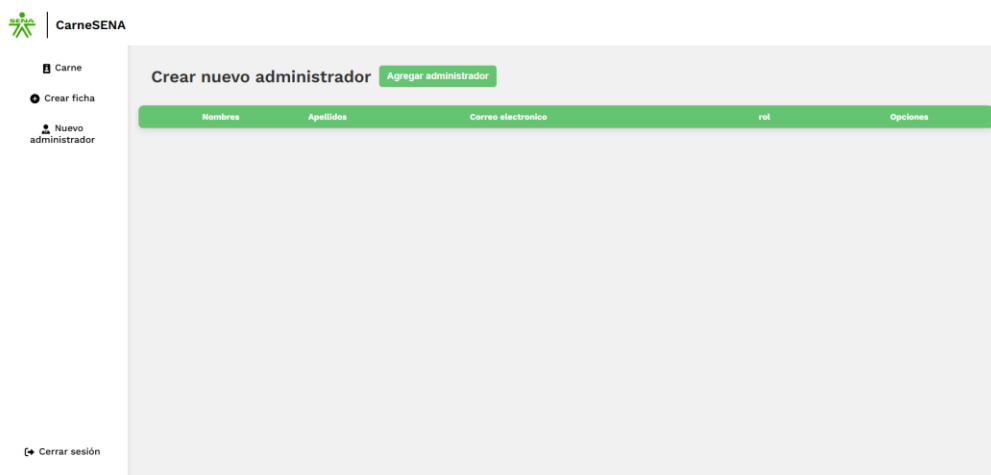 SENA
CarneSENA
Carne
Crear ficha
Nuevo
administrador
Cerrar sesión
Crear nuevo administrador
Agregar administrador
Nombres Apellidos Correo electronico rol Opciones